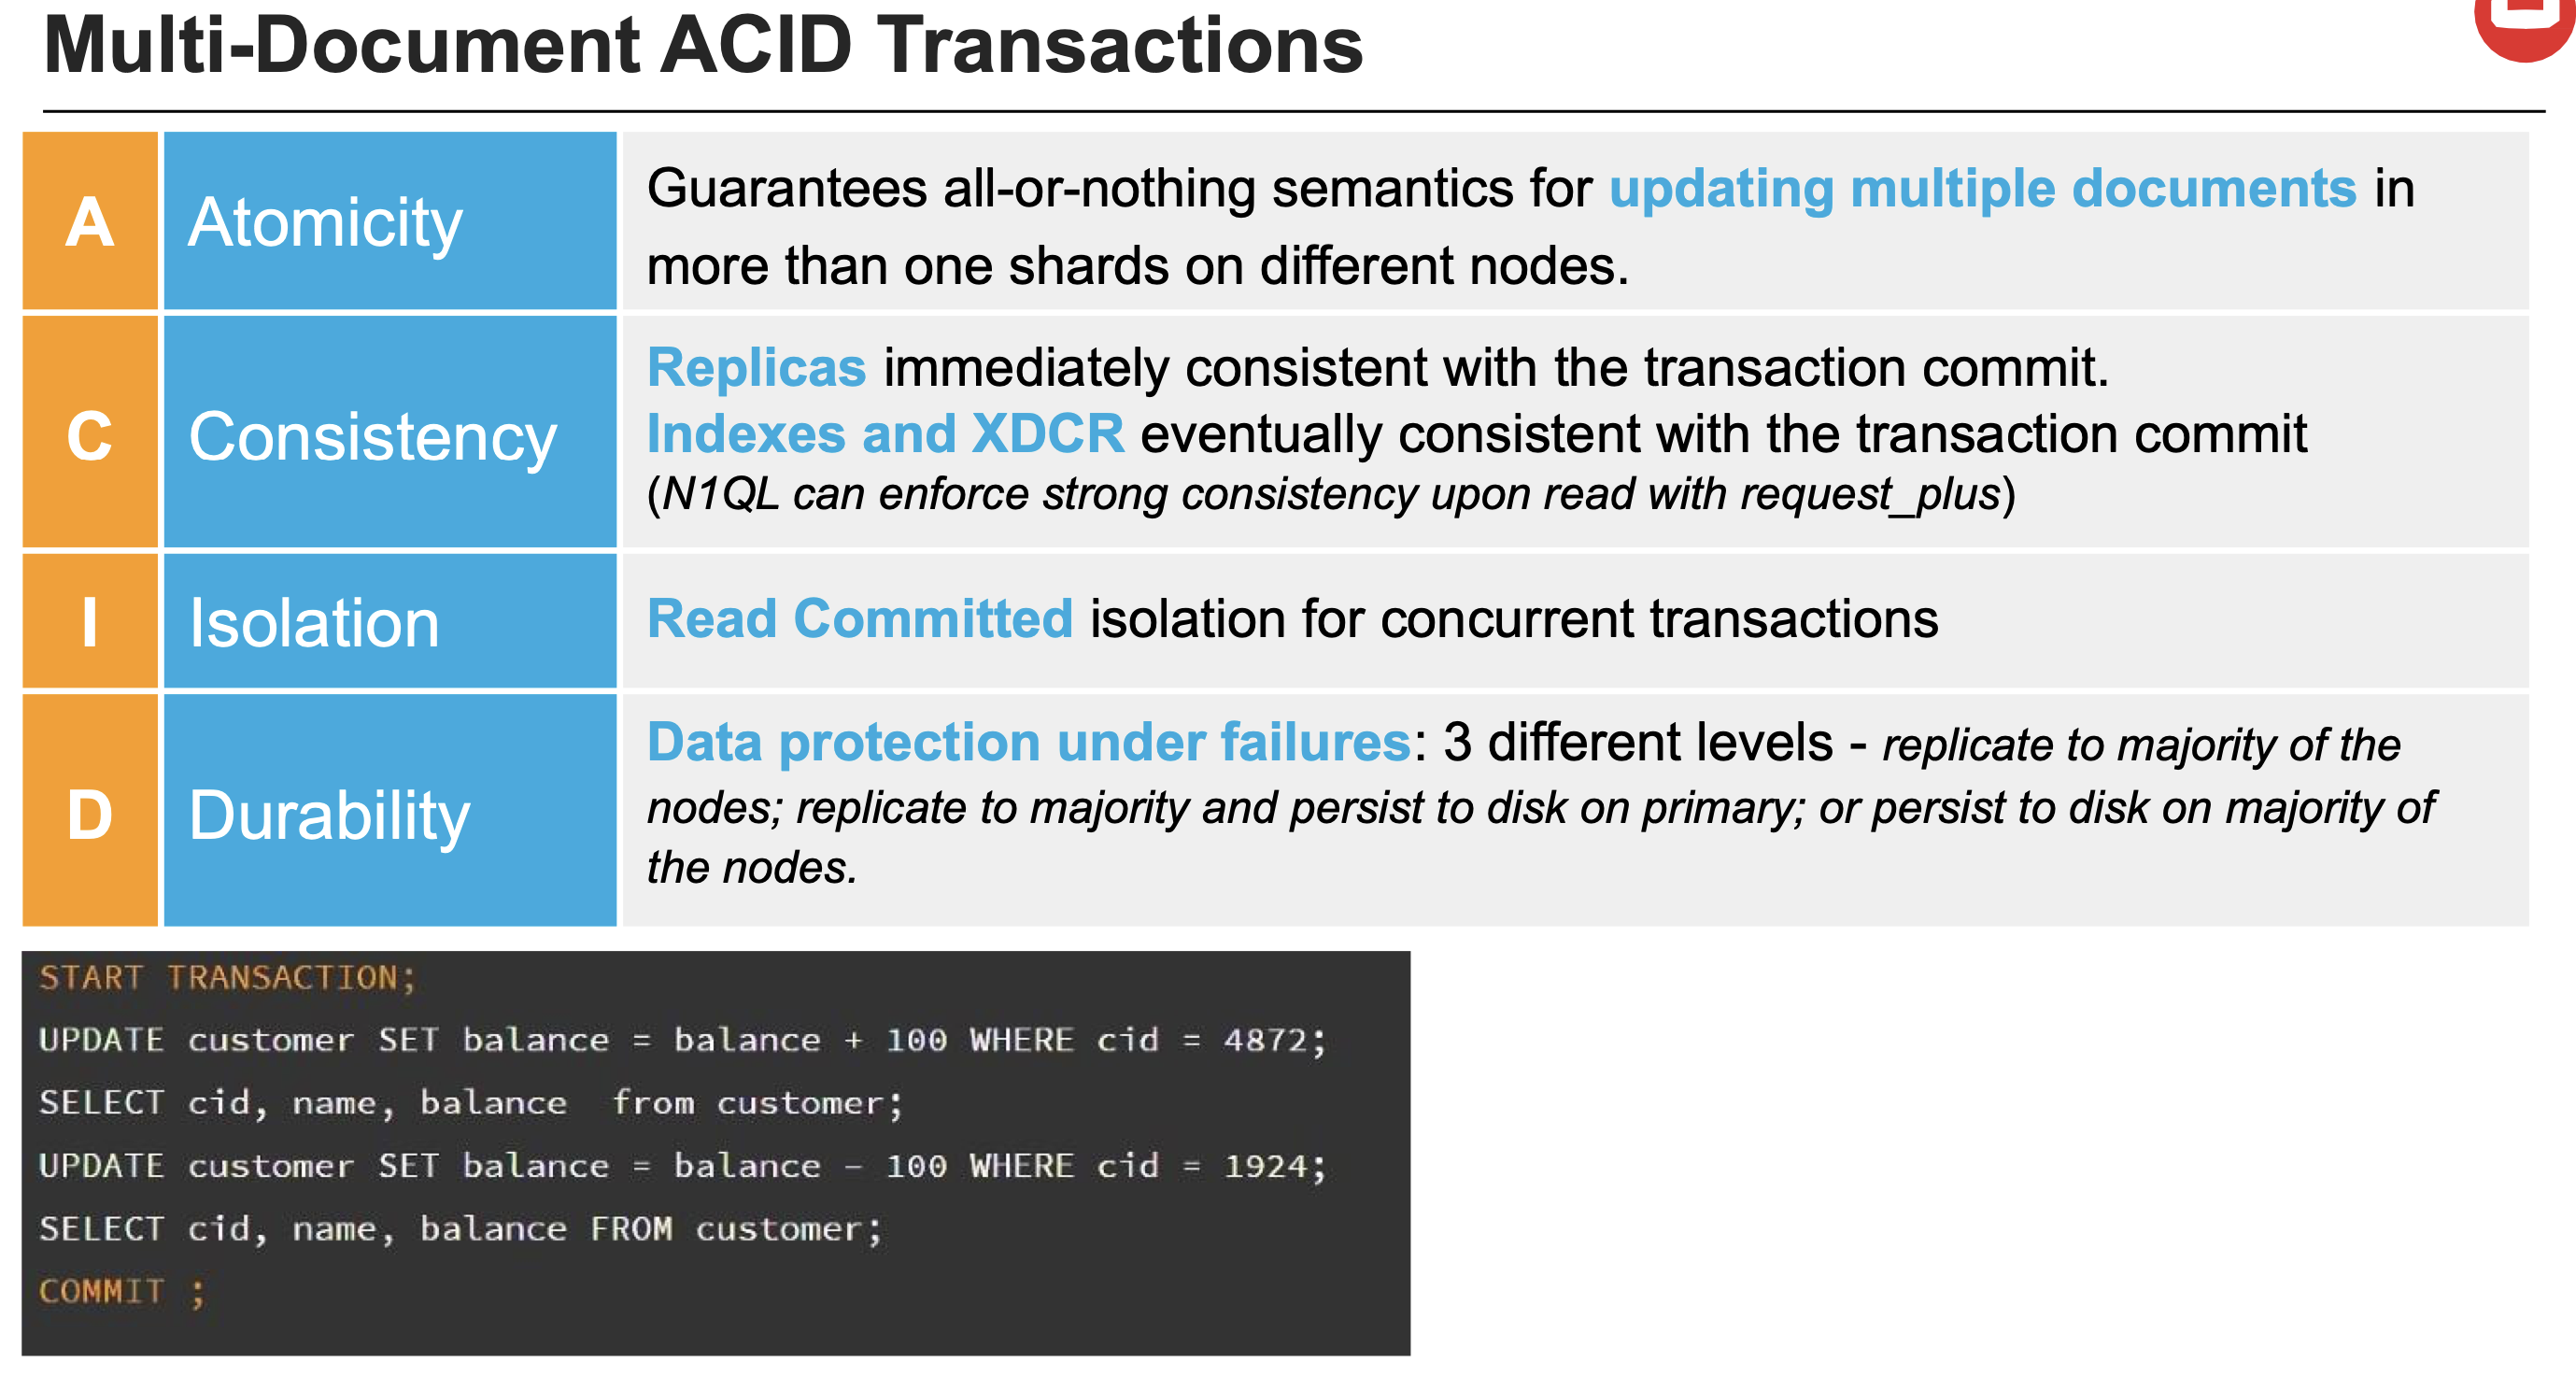 Multi-Document ACID Transactions
A
Atomicity
Guarantees all-or-nothing semantics for updating multiple documents in
more than one shards on different nodes.
C
Consistency
Replicas immediately consistent with the transaction commit.
Indexes and XDCR eventually consistent with the transaction commit
(N1QL can enforce strong consistency upon read with request_plus)
I
Isolation
Read Committed isolation for concurrent transactions
D
Durability
Data protection under failures: 3 different levels - replicate to majority of the
nodes; replicate to majority and persist to disk on primary; or persist to disk on majority of
the nodes.
START TRANSACTION;
UPDATE customer SET balance = balance + 100 WHERE cid = 4872;
SELECT cid, name, balance  from customer;
UPDATE customer SET balance = balance - 100 WHERE cid = 1924;
SELECT cid, name, balance FROM customer;
COMMIT ;